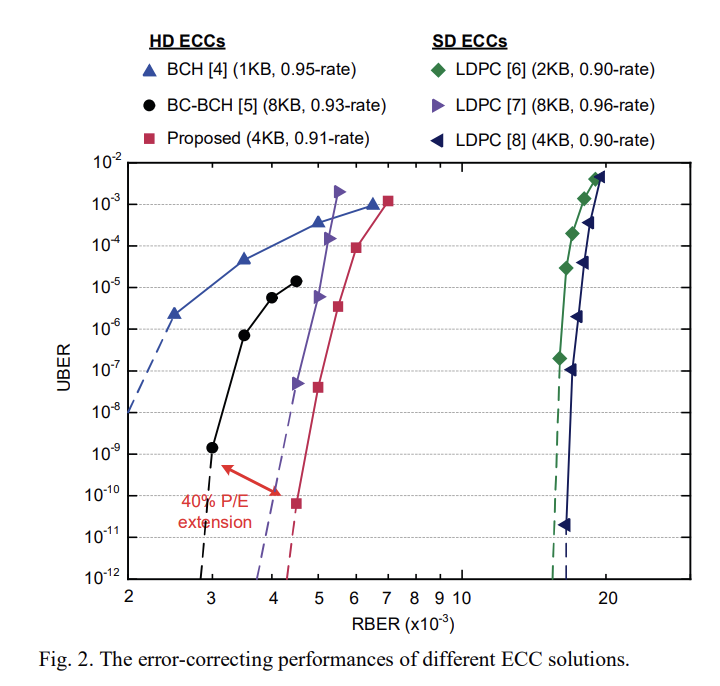 HD ECCs
SD ECCs
BCH [4] (1KB, 0.95-rate)
LDPC [6] (2KB, 0.90-rate)
BC-BCH [5] (8KB, 0.93-rate)
LDPC [7] (8KB, 0.96-rate)
Proposed (4KB, 0.91-rate)
LDPC [8] (4KB, 0.90-rate)
10⁻²
10⁻³
10⁻⁴
10⁻⁵
10⁻⁶
10⁻⁷
10⁻⁸
10⁻⁹
10⁻¹⁰
10⁻¹¹
10⁻¹²
UBER
40% P/E
extension
2 3 4 5 6 7 8 9 10 20
RBER (x10⁻³)
Fig. 2. The error-correcting performances of different ECC solutions.